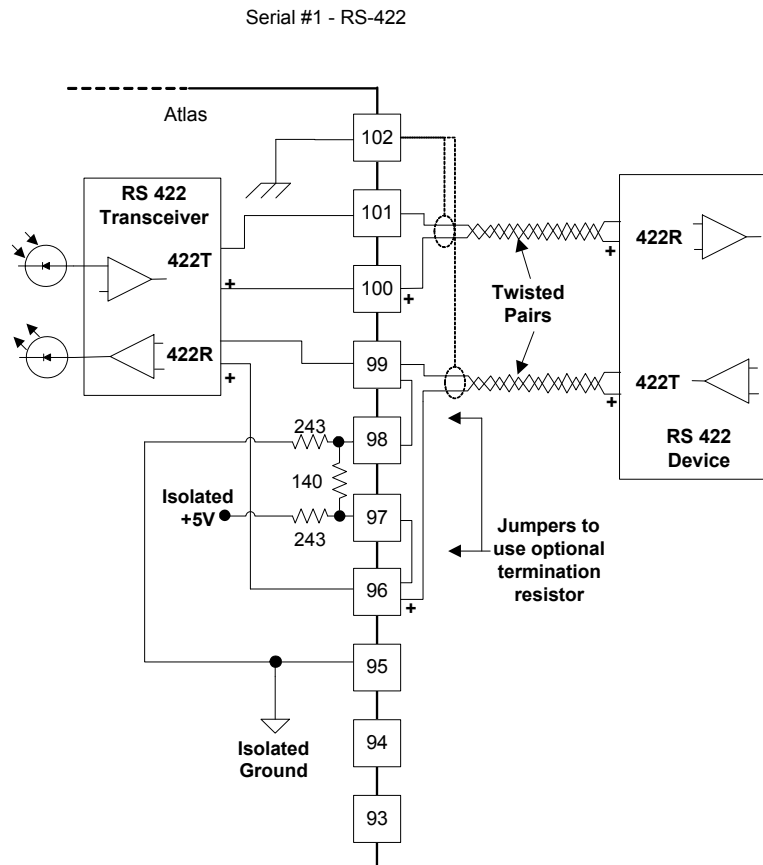 Serial #1 - RS-422
Atlas
102
RS 422
Transceiver
101
422T
422R
+
+
100
+
Twisted
Pairs
99
422R
+
422T
+
243
98
RS 422
Device
140
Isolated
+5V
97
243
Jumpers to
use optional
termination
resistor
96
+
95
94
Isolated
Ground
93